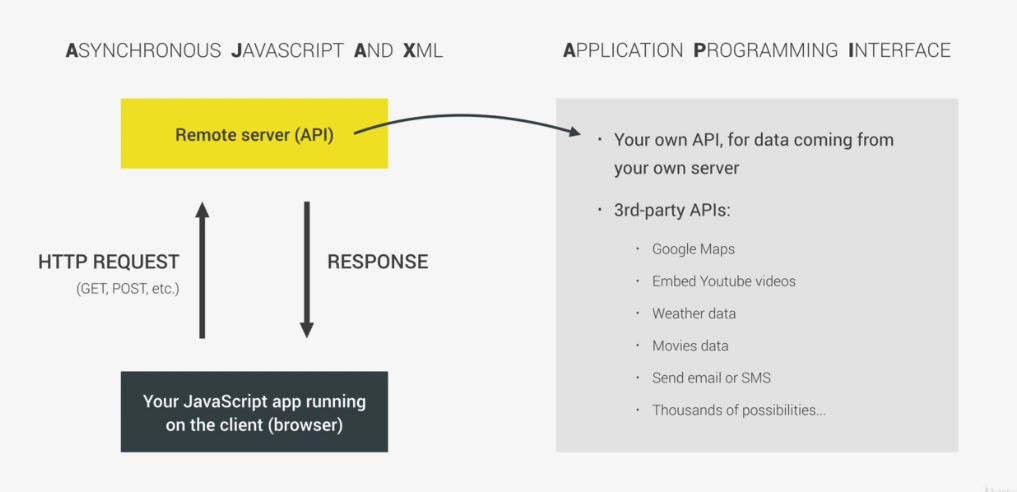 ASYNCHRONOUS JAVASCRIPT AND XML
Remote server (API)
HTTP REQUEST
(GET, POST, etc.)
RESPONSE
Your JavaScript app running
on the client (browser)
APPLICATION PROGRAMMING INTERFACE
· Your own API, for data coming from
your own server
· 3rd-party APIs:
· Google Maps
· Embed Youtube videos
· Weather data
· Movies data
· Send email or SMS
· Thousands of possibilities...